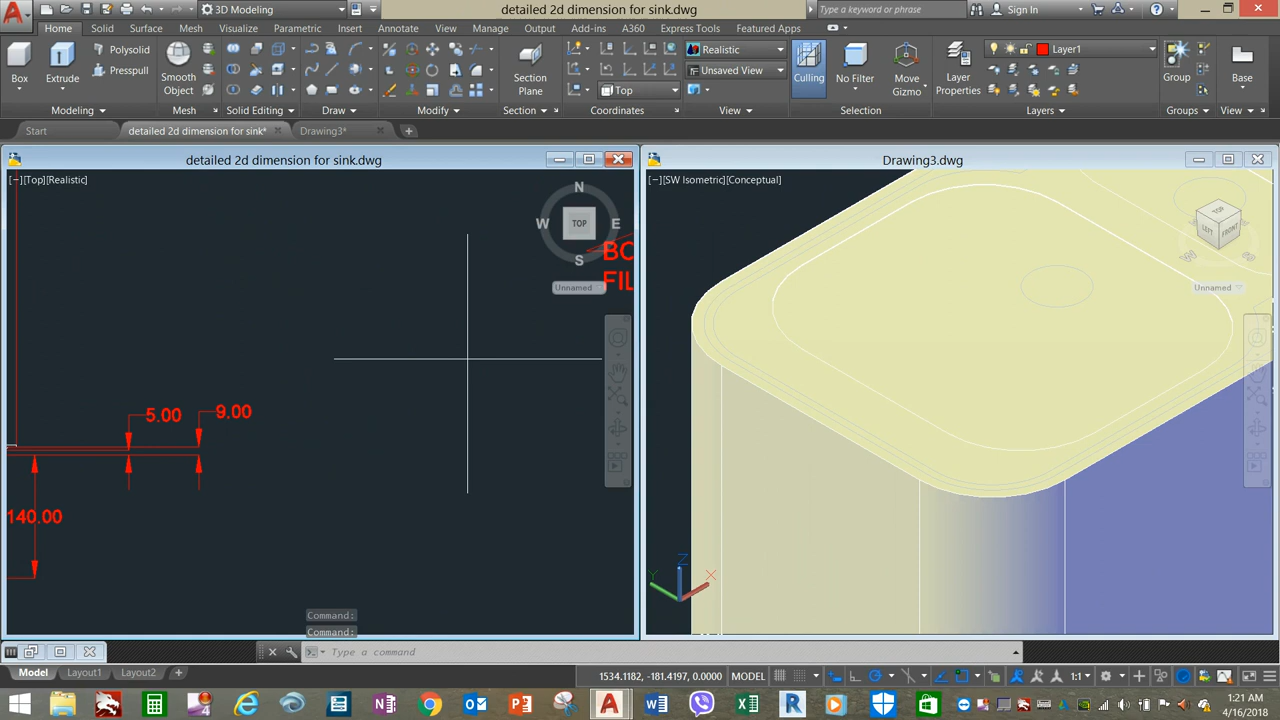 3D Modeling
detailed 2d dimension for sink.dwg
Type a keyword or phrase
Sign In
Home Solid Surface Mesh Visualize Parametric Insert Annotate View Manage Output Add-ins A360 Express Tools Featured Apps
Box
Extrude
Polysolid
Presspull
Smooth
Object
Section
Plane
Top
Realistic
Unsaved View
Culling
No Filter
Move
Gizmo
Layer
Properties
Layer1
Group
Base
Modeling Mesh Solid Editing Draw Modify Section Coordinates View Selection Layers Groups View
Start detailed 2d dimension for sink* Drawing3*
detailed 2d dimension for sink.dwg
Drawing3.dwg
[−][Top][Realistic]
[−][SW Isometric][Conceptual]
N
W TOP E
S
Unnamed
BO
FIL
TOP
LEFT FRONT
W S
Unnamed
5.00 9.00
140.00
Z
Y X
Command:
Command:
Type a command
Model Layout1 Layout2
1534.1182, -181.4197, 0.0000 MODEL
1:1
1:21 AM
4/16/2018